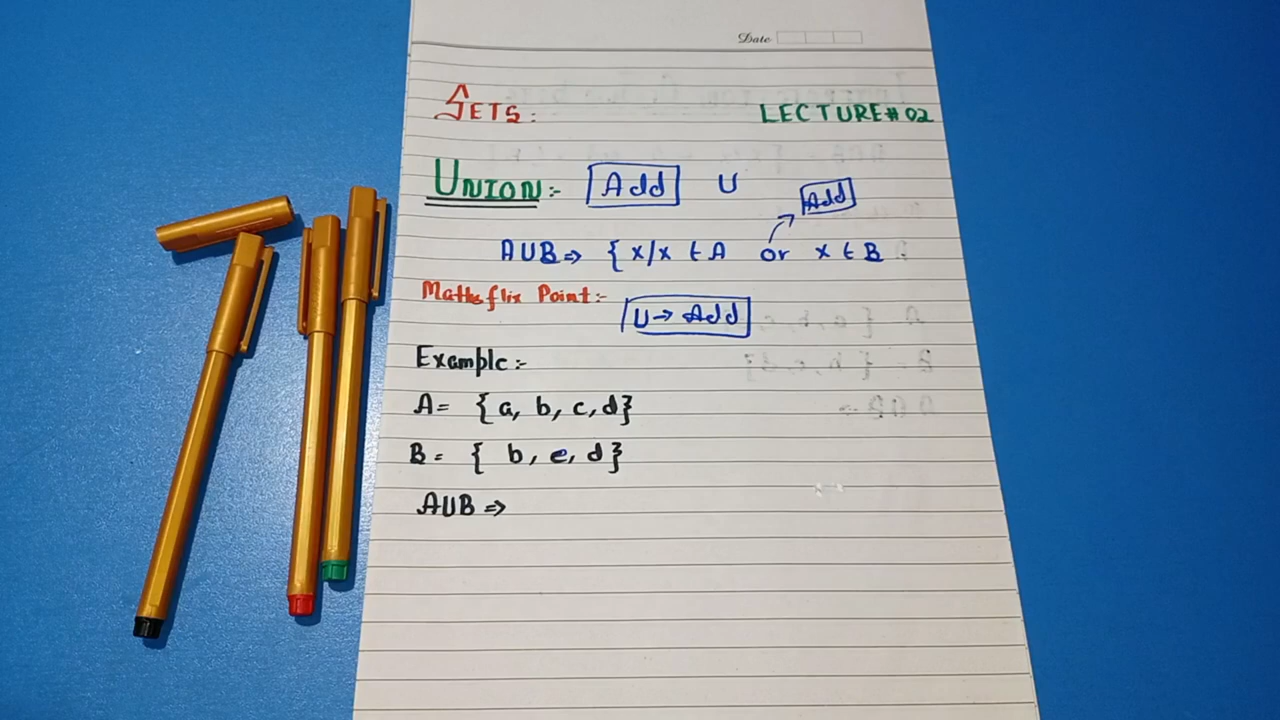 Date
SETS:
LECTURE# 02
UNION:- Add U
Add
AUB⇒ { x/x ∈ A or x ∈ B
Mathsflix Point:-
U→ Add
Example:-
A= {a, b, c, d}
B= { b, e, d}
AUB ⇒